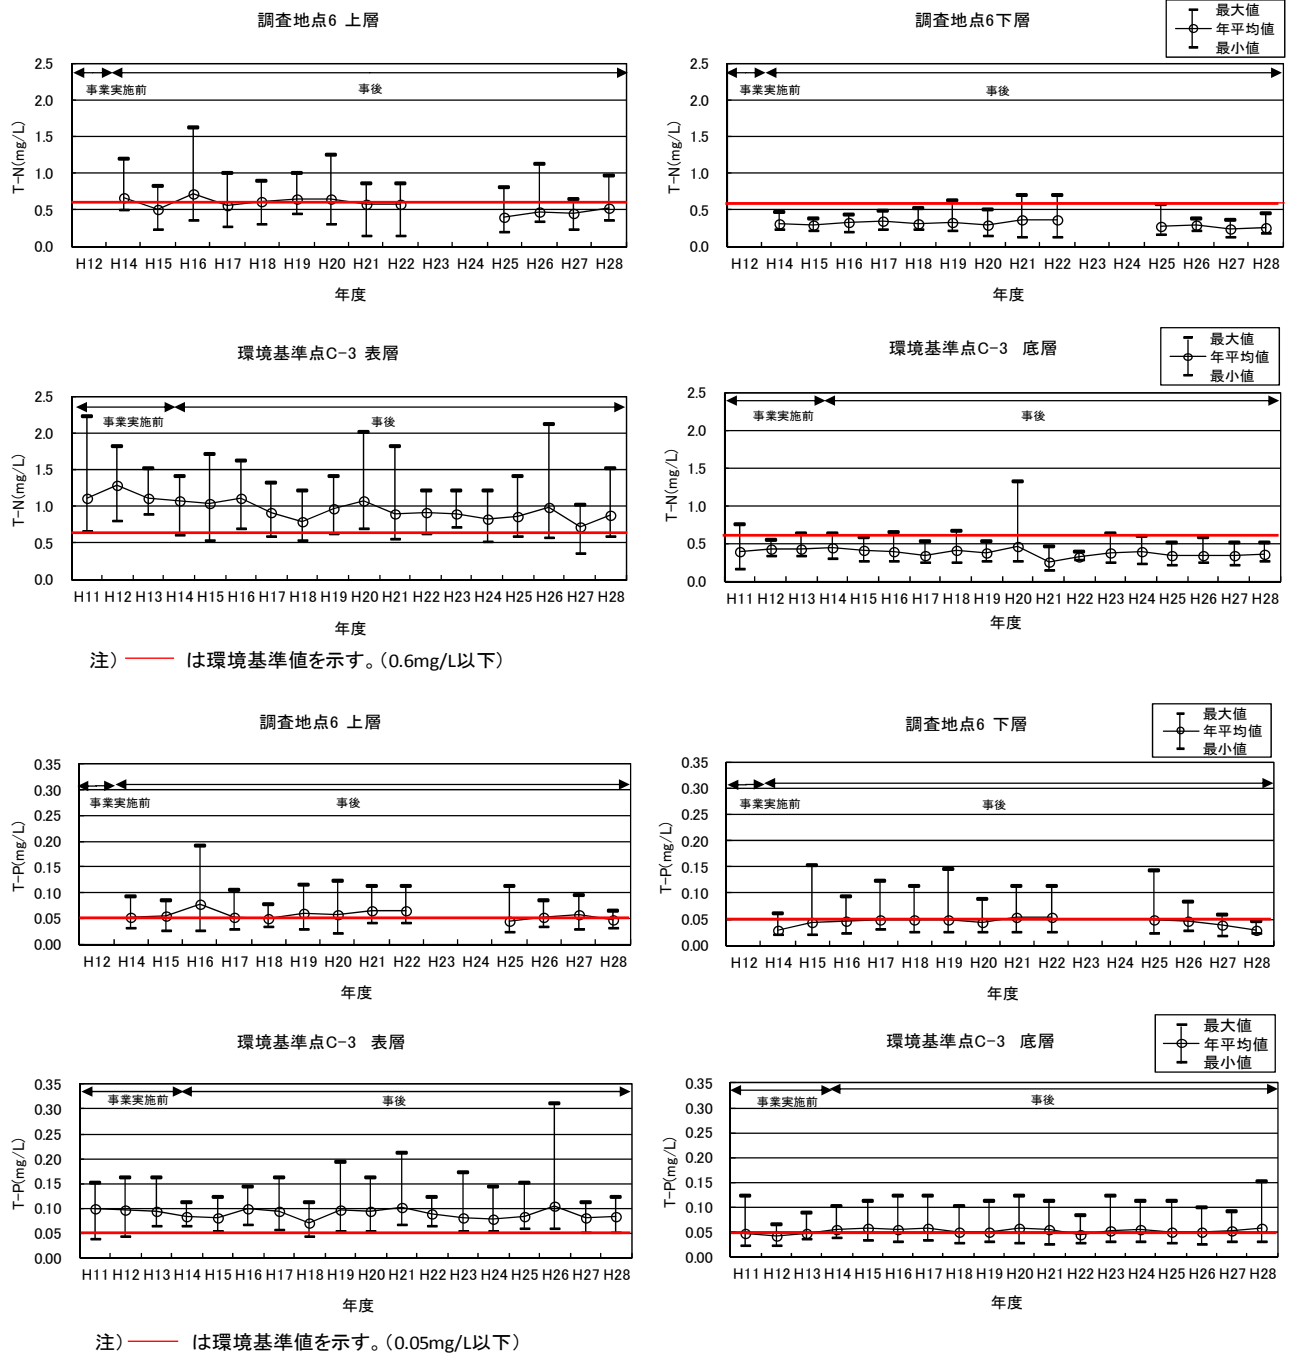 調査地点6 上層
2.5
2.0
1.5
1.0
0.5
0.0
T-N(mg/L)
事業実施前
事後
H12 H14 H15 H16 H17 H18 H19 H20 H21 H22 H23 H24 H25 H26 H27 H28
年度
調査地点6下層
最大値
年平均値
最小値
2.5
2.0
1.5
1.0
0.5
0.0
T-N(mg/L)
事業実施前
事後
H12 H14 H15 H16 H17 H18 H19 H20 H21 H22 H23 H24 H25 H26 H27 H28
年度
環境基準点C-3 表層
2.5
2.0
1.5
1.0
0.5
0.0
T-N(mg/L)
事業実施前
事後
H11 H12 H13 H14 H15 H16 H17 H18 H19 H20 H21 H22 H23 H24 H25 H26 H27 H28
年度
環境基準点C-3 底層
最大値
年平均値
最小値
2.5
2.0
1.5
1.0
0.5
0.0
T-N(mg/L)
事業実施前
事後
H11 H12 H13 H14 H15 H16 H17 H18 H19 H20 H21 H22 H23 H24 H25 H26 H27 H28
年度
注) は環境基準値を示す。(0.6mg/L以下)
調査地点6 上層
0.35
0.30
0.25
0.20
0.15
0.10
0.05
0.00
T-P(mg/L)
事業実施前
事後
H12 H14 H15 H16 H17 H18 H19 H20 H21 H22 H23 H24 H25 H26 H27 H28
年度
調査地点6 下層
最大値
年平均値
最小値
0.35
0.30
0.25
0.20
0.15
0.10
0.05
0.00
T-P(mg/L)
事業実施前
事後
H12 H14 H15 H16 H17 H18 H19 H20 H21 H22 H23 H24 H25 H26 H27 H28
年度
環境基準点C-3 表層
0.35
0.30
0.25
0.20
0.15
0.10
0.05
0.00
T-P(mg/L)
事業実施前
事後
H11 H12 H13 H14 H15 H16 H17 H18 H19 H20 H21 H22 H23 H24 H25 H26 H27 H28
年度
環境基準点C-3 底層
最大値
年平均値
最小値
0.35
0.30
0.25
0.20
0.15
0.10
0.05
0.00
T-P(mg/L)
事業実施前
事後
H11 H12 H13 H14 H15 H16 H17 H18 H19 H20 H21 H22 H23 H24 H25 H26 H27 H28
年度
注) は環境基準値を示す。(0.05mg/L以下)